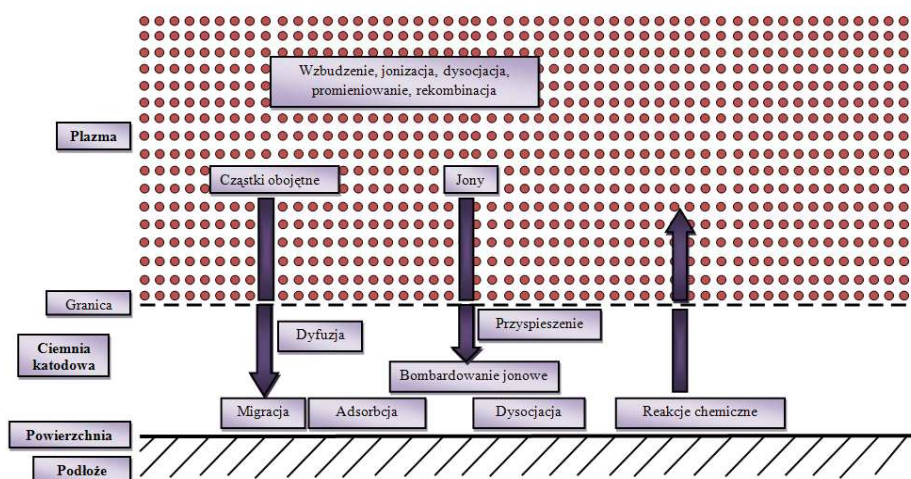 Wzbudzenie, jonizacja, dysocjacja,
promieniowanie, rekombinacja
Plazma
Cząstki obojętne
Jony
Granica
Przyspieszenie
Dyfuzja
Ciemnia
katodowa
Bombardowanie jonowe
Migracja
Adsorbcja
Dysocjacja
Reakcje chemiczne
Powierzchnia
Podłoże